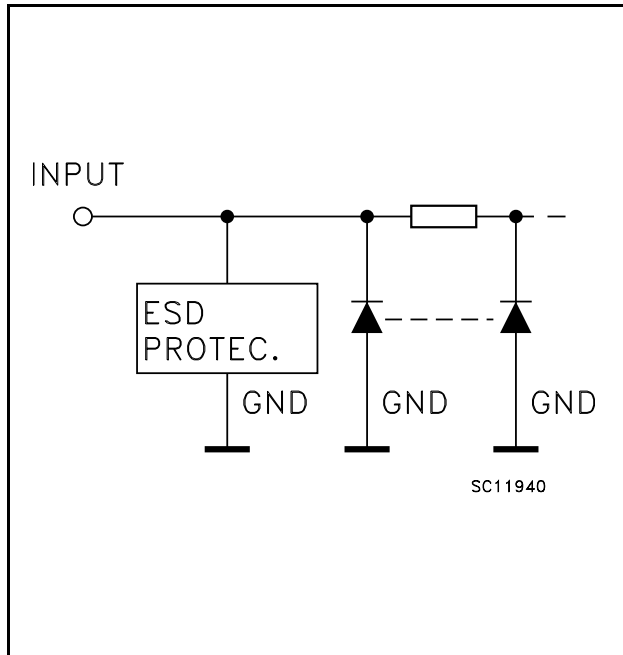 INPUT
ESD
PROTEC.
GND
GND
GND
SC11940